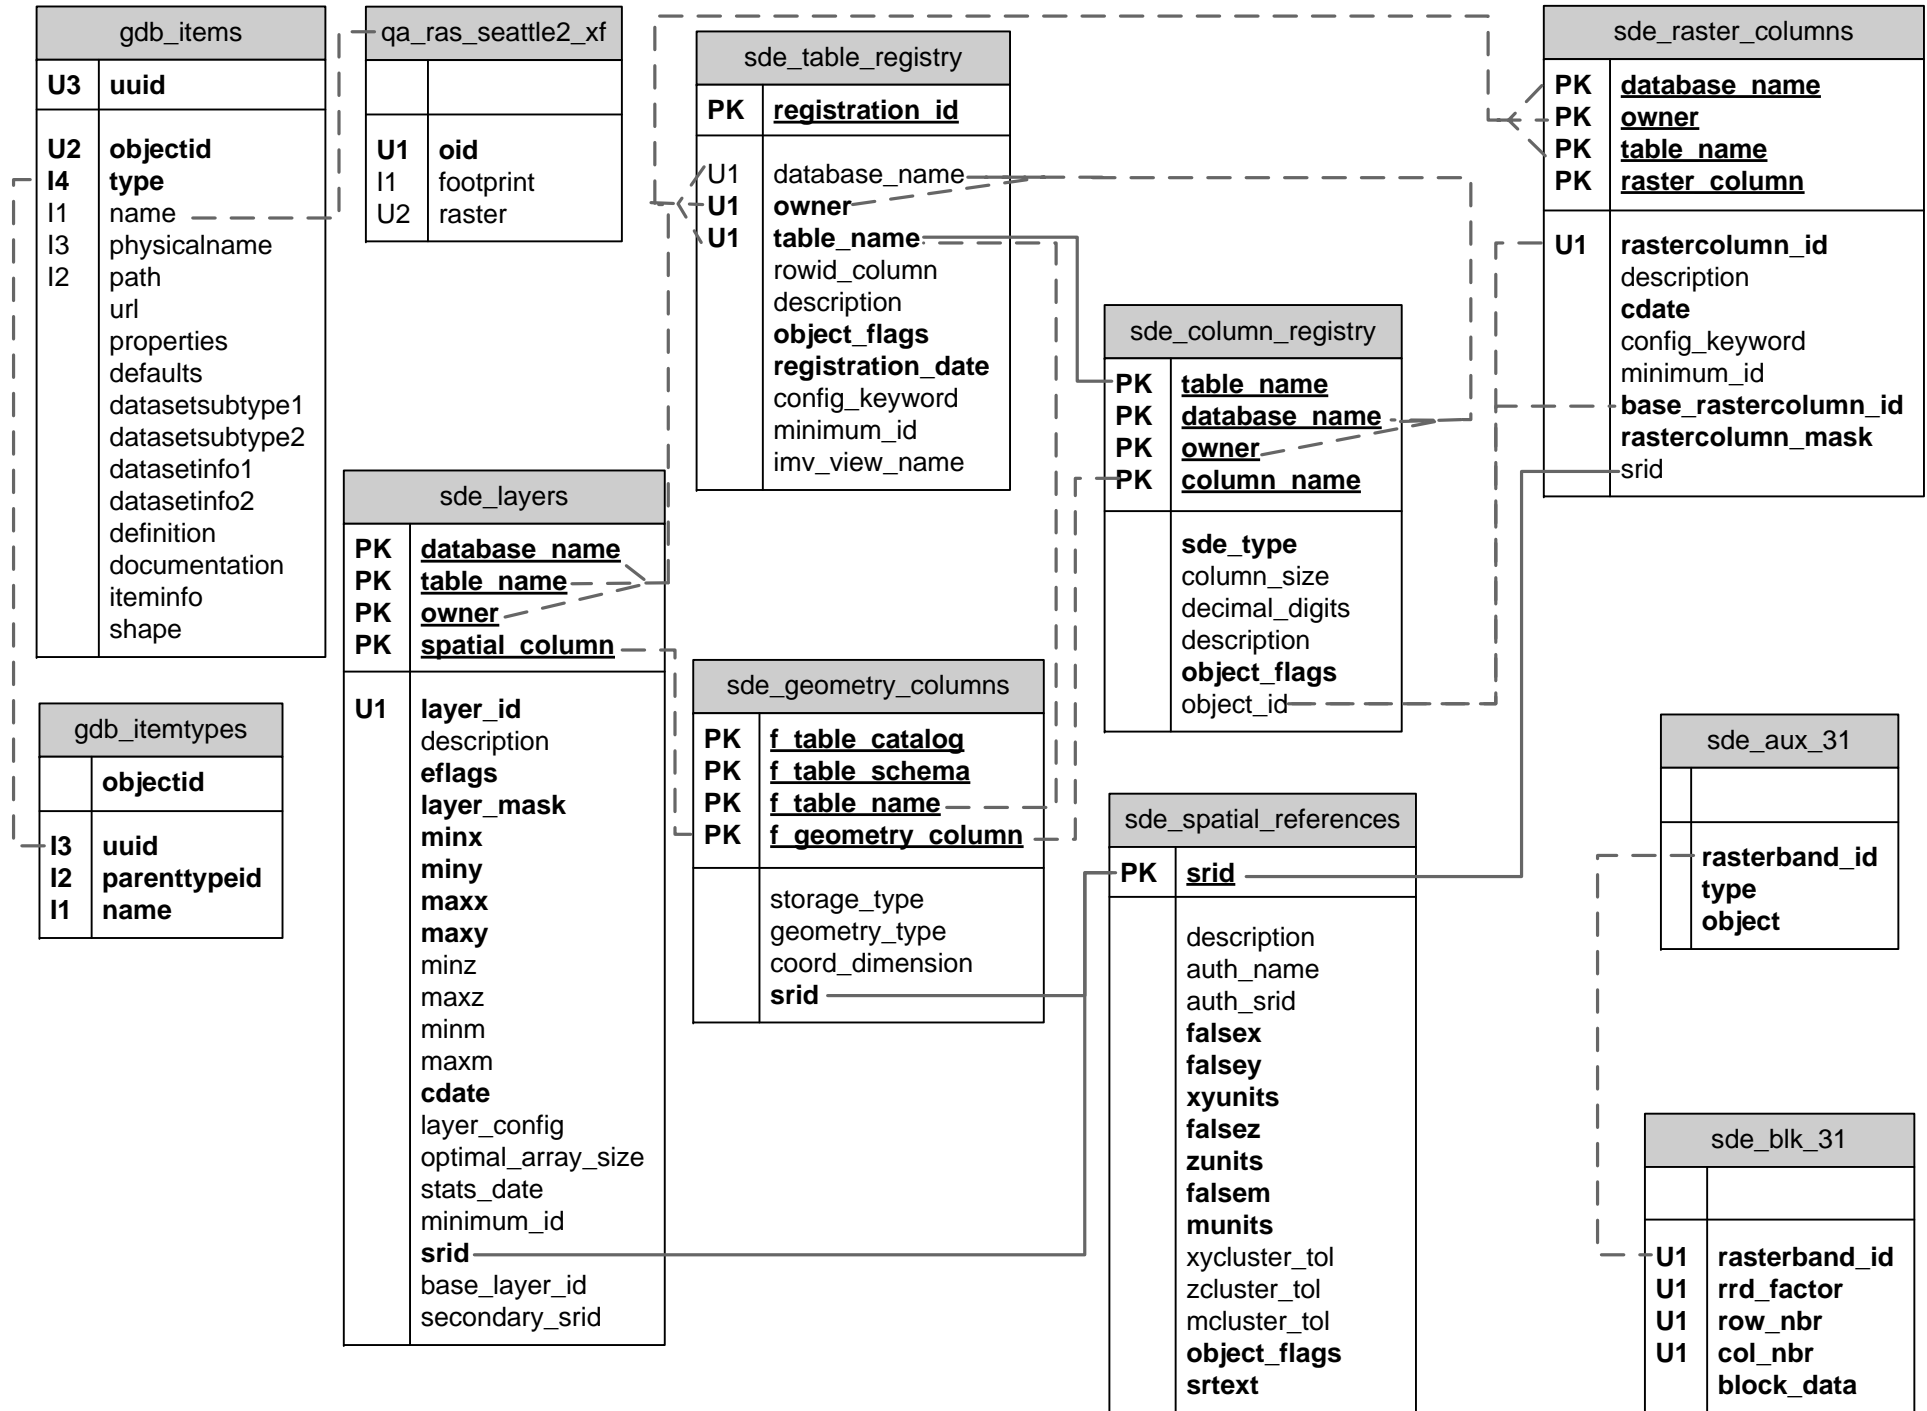 gdb_items
U3 uuid
U2 objectid
I4 type
I1 name
I3 physicalname
I2 path
url
properties
defaults
datasetsubtype1
datasetsubtype2
datasetinfo1
datasetinfo2
definition
documentation
iteminfo
shape
qa_ras_seattle2_xf
U1 oid
I1 footprint
U2 raster
sde_table_registry
PK registration_id
U1 database_name
U1 owner
U1 table_name
rowid_column
description
object_flags
registration_date
config_keyword
minimum_id
imv_view_name
sde_raster_columns
PK database_name
PK owner
PK table_name
PK raster_column
U1 rastercolumn_id
description
cdate
config_keyword
minimum_id
base_rastercolumn_id
rastercolumn_mask
srid
sde_column_registry
PK table_name
PK database_name
PK owner
PK column_name
sde_type
column_size
decimal_digits
description
object_flags
object_id
sde_layers
PK database_name
PK table_name
PK owner
PK spatial_column
U1 layer_id
description
eflags
layer_mask
minx
miny
maxx
maxy
minz
maxz
minm
maxm
cdate
layer_config
optimal_array_size
stats_date
minimum_id
srid
base_layer_id
secondary_srid
sde_geometry_columns
PK f_table_catalog
PK f_table_schema
PK f_table_name
PK f_geometry_column
storage_type
geometry_type
coord_dimension
srid
gdb_itemtypes
objectid
I3 uuid
I2 parenttypeid
I1 name
sde_spatial_references
PK srid
description
auth_name
auth_srid
falsex
falsey
xyunits
falsez
zunits
falsem
munits
xycluster_tol
zcluster_tol
mcluster_tol
object_flags
srtext
sde_aux_31
rasterband_id
type
object
sde_blk_31
U1 rasterband_id
U1 rrd_factor
U1 row_nbr
U1 col_nbr
block_data